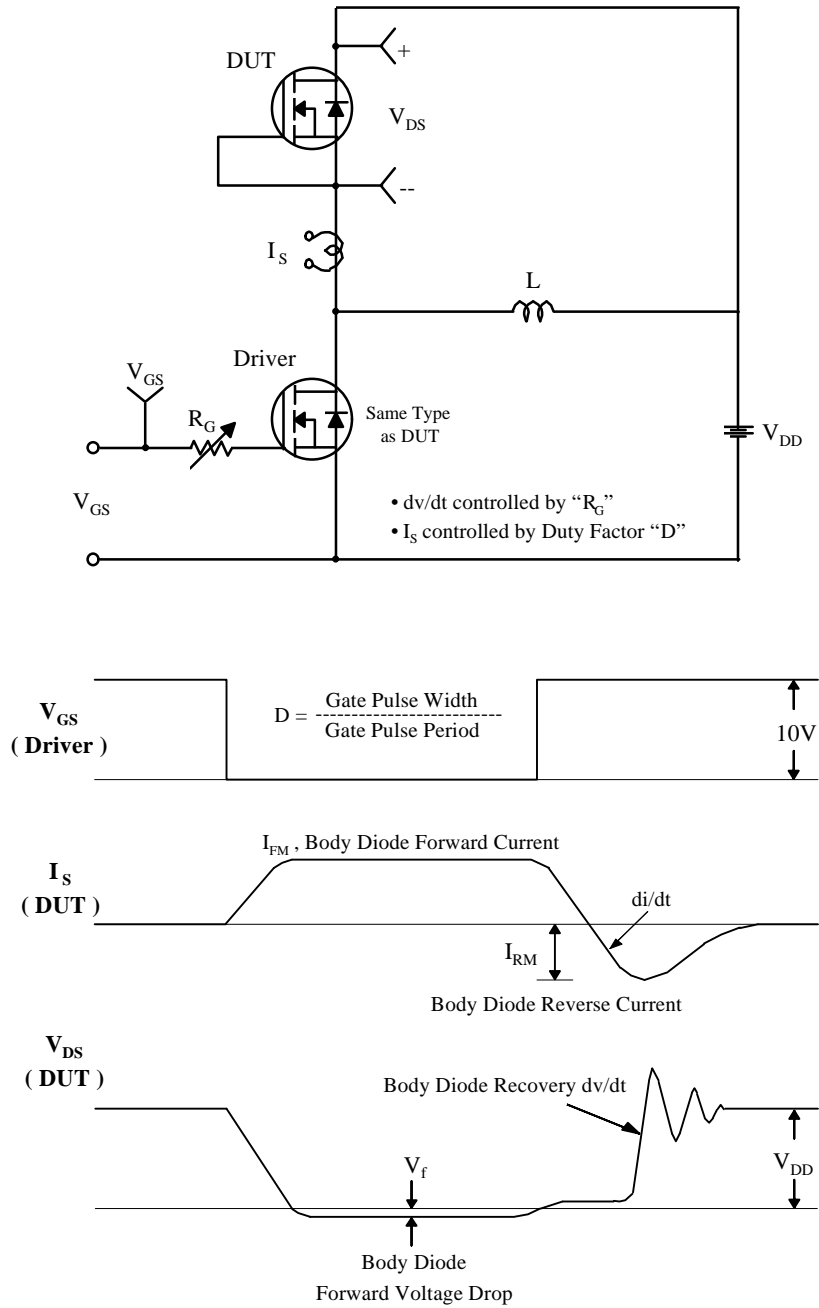 DUT
+
V_DS
--
I_S
L
Driver
V_GS
R_G
Same Type
as DUT
V_DD
V_GS
• dv/dt controlled by “R_G”
• I_S controlled by Duty Factor “D”
V_GS
( Driver )
D = Gate Pulse Width
--------------------------
Gate Pulse Period
10V
I_FM , Body Diode Forward Current
I_S
( DUT )
di/dt
I_RM
Body Diode Reverse Current
V_DS
( DUT )
Body Diode Recovery dv/dt
V_f
V_DD
Body Diode
Forward Voltage Drop